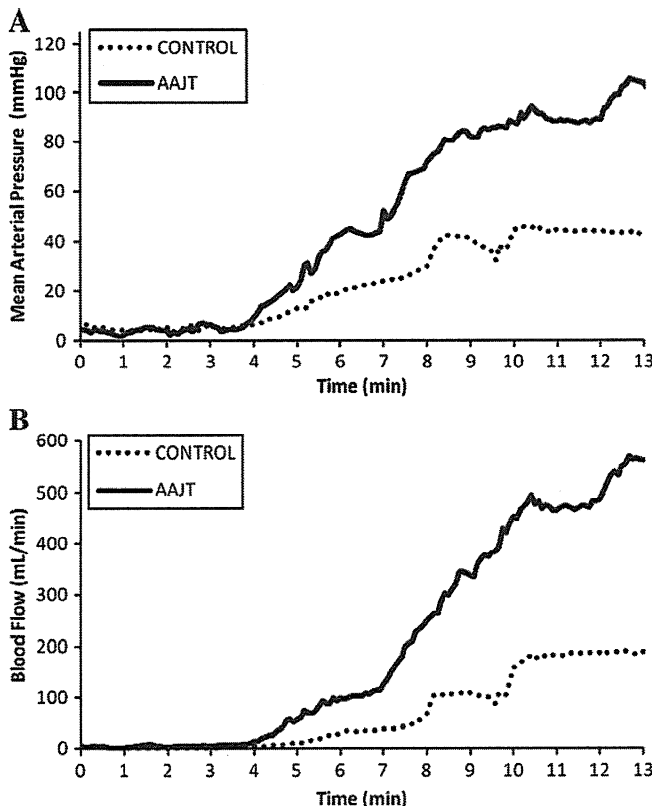 A
CONTROL
AAJT
Mean Arterial Pressure (mmHg)
120
100
80
60
40
20
0
0 1 2 3 4 5 6 7 8 9 10 11 12 13
Time (min)
B
CONTROL
AAJT
Blood Flow (mL/min)
600
500
400
300
200
100
0
0 1 2 3 4 5 6 7 8 9 10 11 12 13
Time (min)